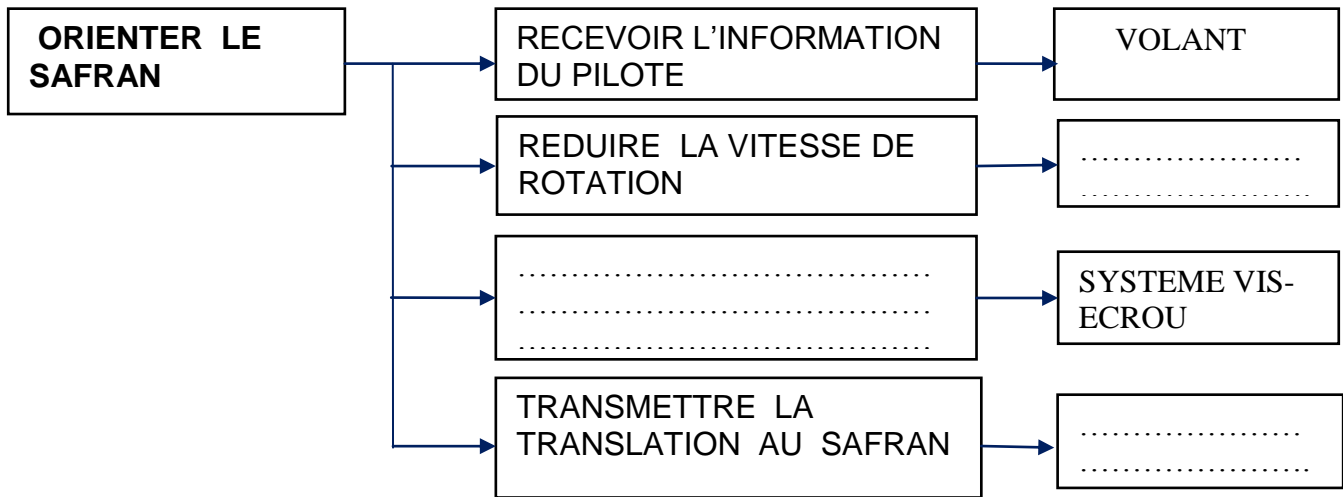 ORIENTER LE
SAFRAN
RECEVOIR L’INFORMATION
DU PILOTE
VOLANT
REDUIRE LA VITESSE DE
ROTATION
…………………
………………….
………………………………….
………………………………….
………………………………….
SYSTEME VIS-
ECROU
TRANSMETTRE LA
TRANSLATION AU SAFRAN
…………………
………………….